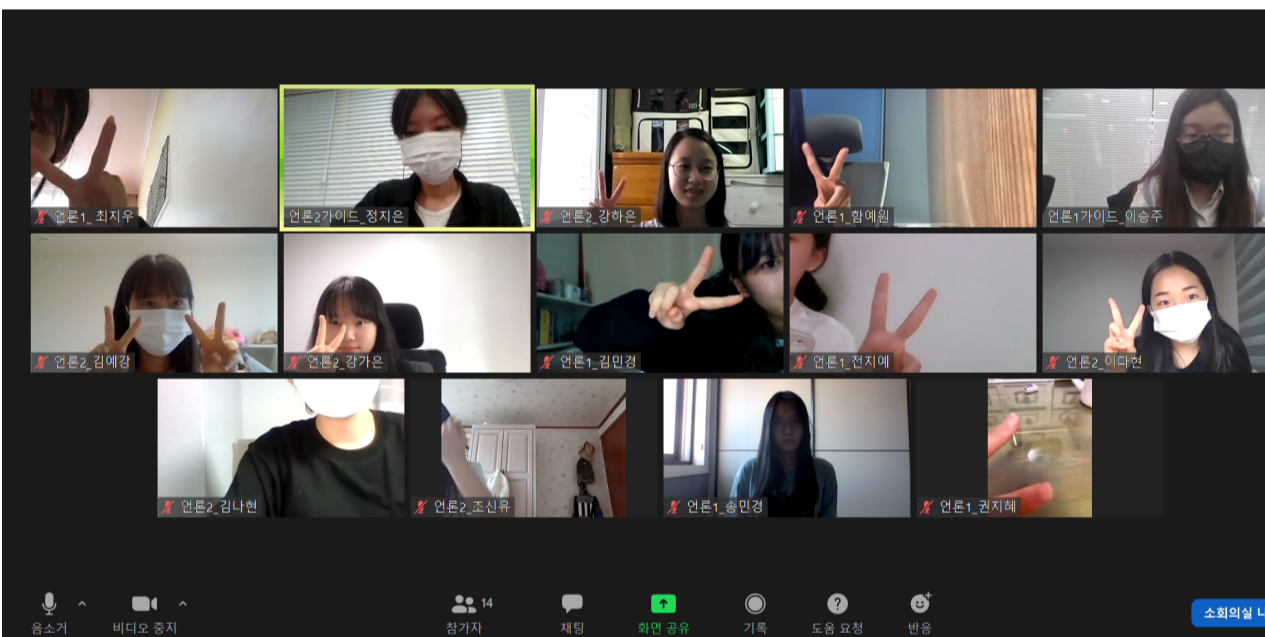 언론1_최지우
언론2가이드_정지은
언론2_강하은
언론1_함예원
언론1가이드_이승주
언론2_김예강
언론2_강가은
언론1_김민경
언론1_전지예
언론2_이다현
언론2_김나현
언론2_조신유
언론1_송민경
언론1_권지혜
음소거
비디오 중지
14
참가자
채팅
화면 공유
기록
도움 요청
반응
소회의실 나